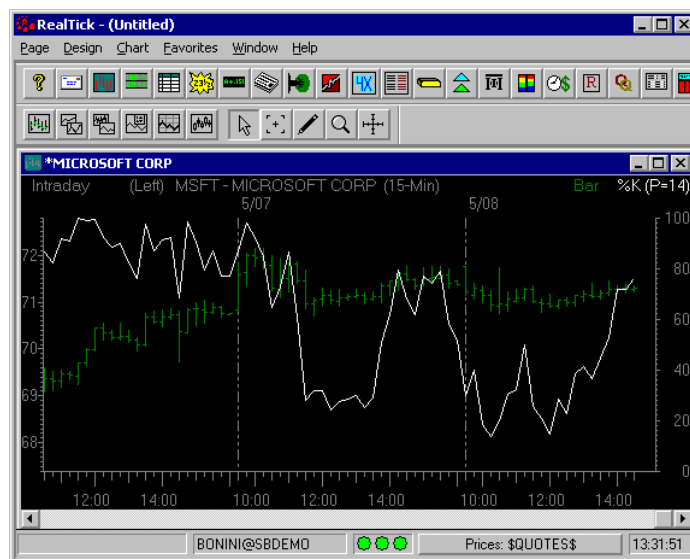 RealTick - (Untitled)
Page Design Chart Favorites Window Help
*MICROSOFT CORP
Intraday (Left) MSFT - MICROSOFT CORP (15-Min) Bar %K (P=14)
5/07 5/08
72
71
70
69
68
100
80
60
40
20
0
12:00 14:00 10:00 12:00 14:00 10:00 12:00 14:00
BONINI@SBDEMO Prices: $QUOTES$ 13:31:51